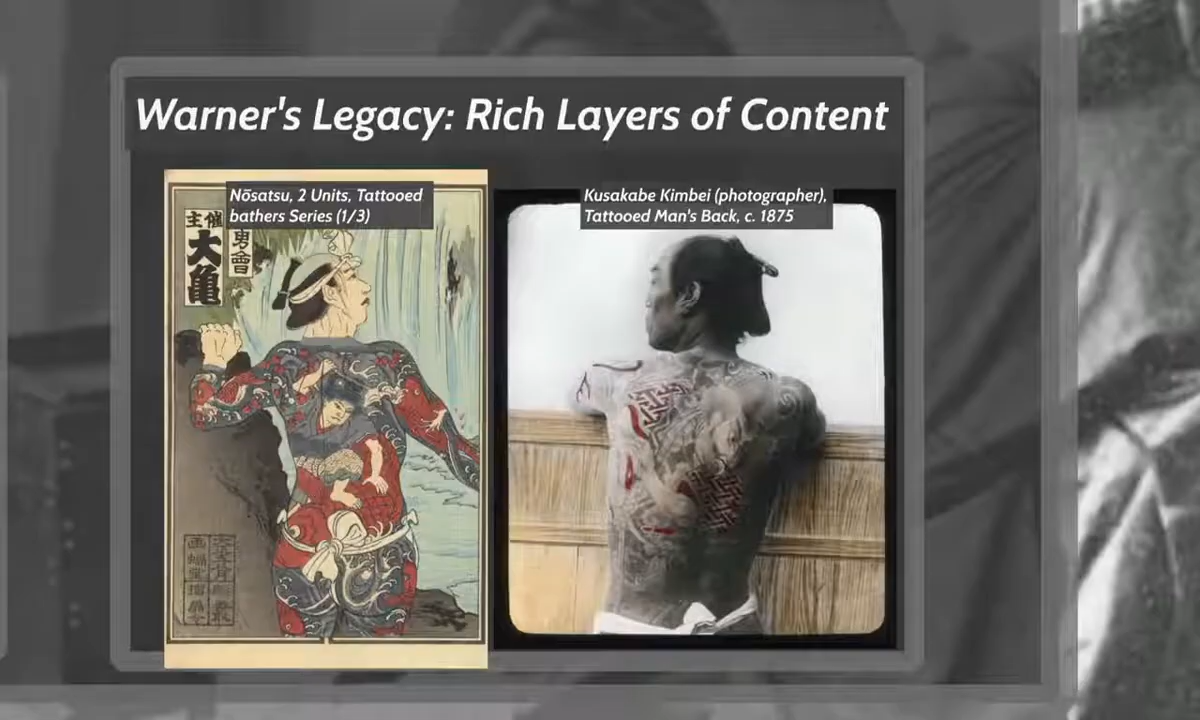 Warner's Legacy: Rich Layers of Content
Nōsatsu, 2 Units, Tattooed
bathers Series (1/3)
Kusakabe Kimbei (photographer),
Tattooed Man's Back, c. 1875
主催
大亀
會